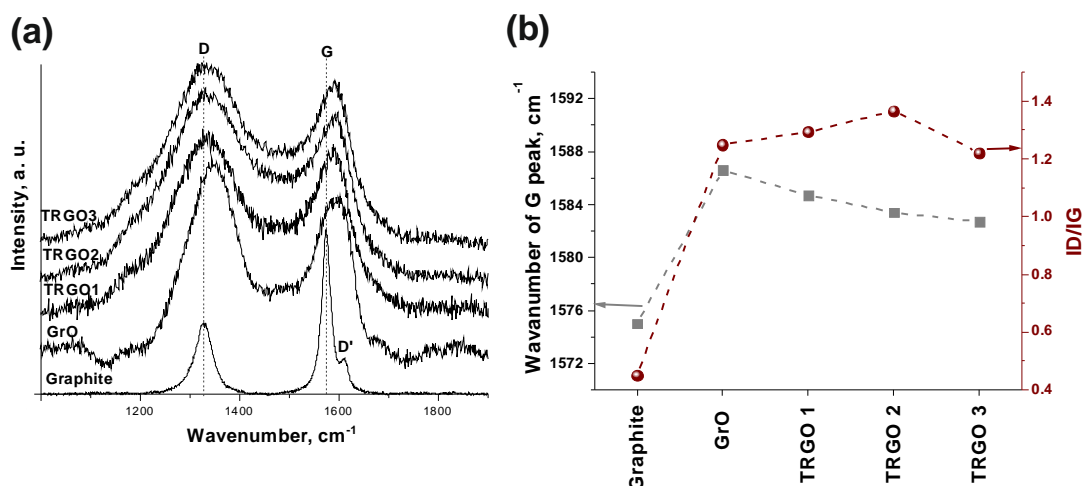 (a)
D
G
TRGO3
TRGO2
TRGO1
GrO
Graphite
D'
Intensity, a. u.
1200
1400
1600
1800
Wavenumber, cm-1
(b)
Wavanumber of G peak, cm-1
1592
1588
1584
1580
1576
1572
1.4
1.2
1.0
0.8
0.6
0.4
ID/IG
Graphite
GrO
TRGO 1
TRGO 2
TRGO 3